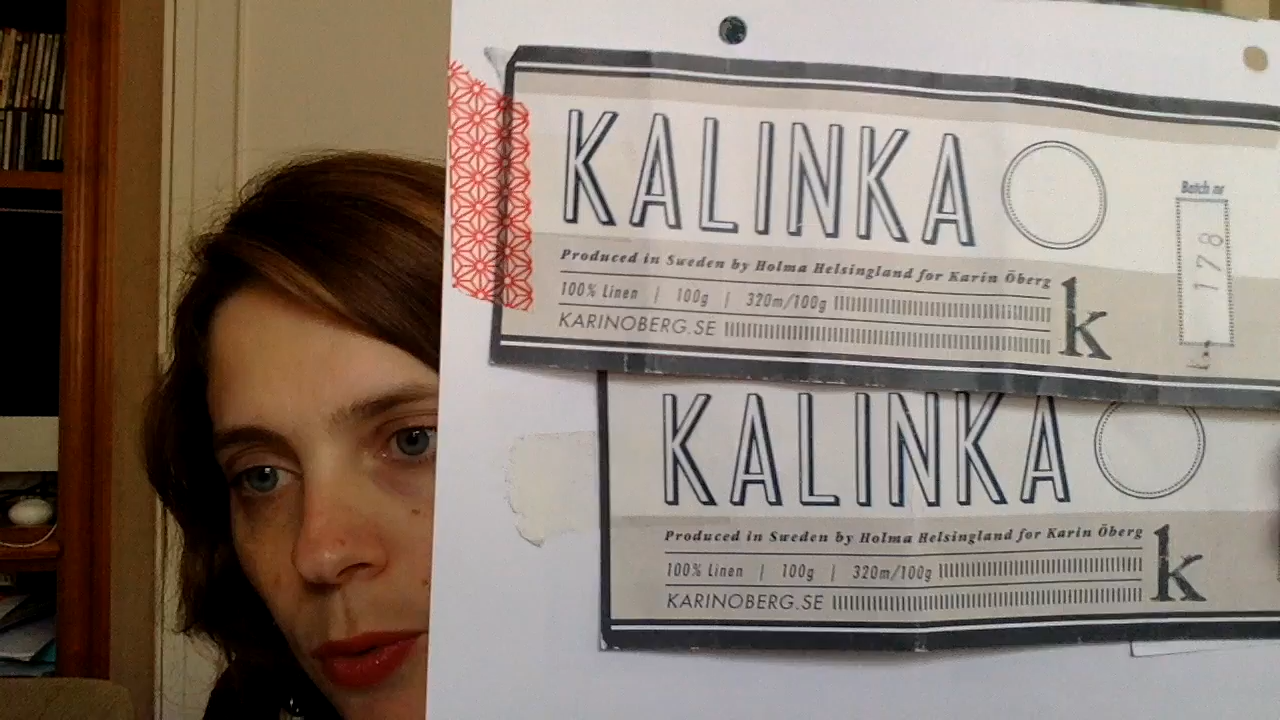 KALINKA
Batch nr
178
Produced in Sweden by Holma Helsingland for Karin Öberg
100% Linen | 100g | 320m/100g
KARINOBERG.SE
k
KALINKA
Produced in Sweden by Holma Helsingland for Karin Öberg
100% Linen | 100g | 320m/100g
KARINOBERG.SE
k